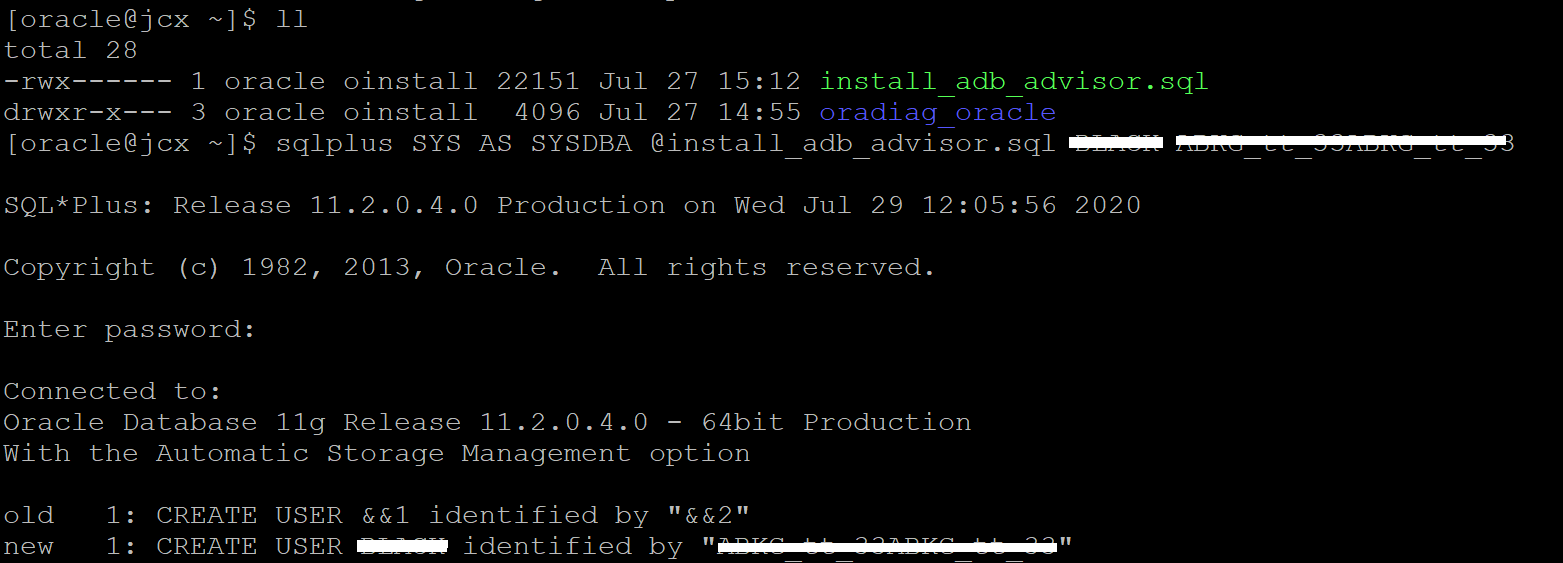 [oracle@jcx ~]$ ll
total 28
-rwx------ 1 oracle oinstall 22151 Jul 27 15:12 install_adb_advisor.sql
drwxr-x--- 3 oracle oinstall  4096 Jul 27 14:55 oradiag_oracle
[oracle@jcx ~]$ sqlplus SYS AS SYSDBA @install_adb_advisor.sql
SQL*Plus: Release 11.2.0.4.0 Production on Wed Jul 29 12:05:56 2020
Copyright (c) 1982, 2013, Oracle.  All rights reserved.
Enter password:
Connected to:
Oracle Database 11g Release 11.2.0.4.0 - 64bit Production
With the Automatic Storage Management option
old   1: CREATE USER &&1 identified by "&&2"
new   1: CREATE USER identified by " "